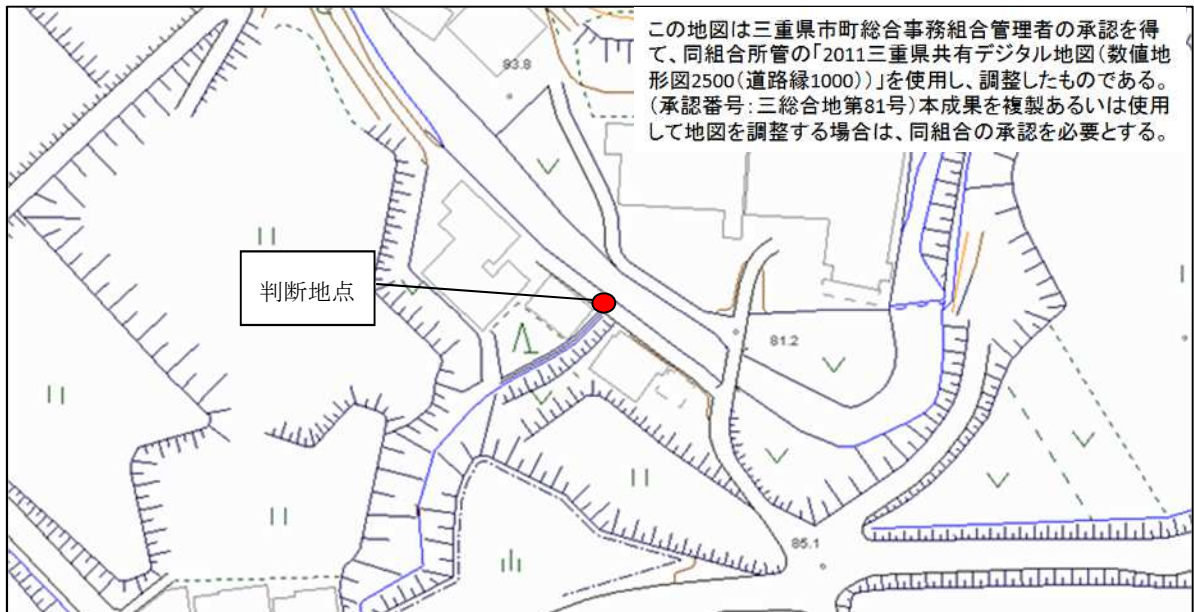 この地図は三重県市町総合事務組合管理者の承認を得
て、同組合所管の「2011三重県共有デジタル地図(数値地
形図2500(道路縁1000))」を使用し、調整したものである。
(承認番号:三総合地第81号)本成果を複製あるいは使用
して地図を調整する場合は、同組合の承認を必要とする。
93.8
判断地点
81.2
85.1